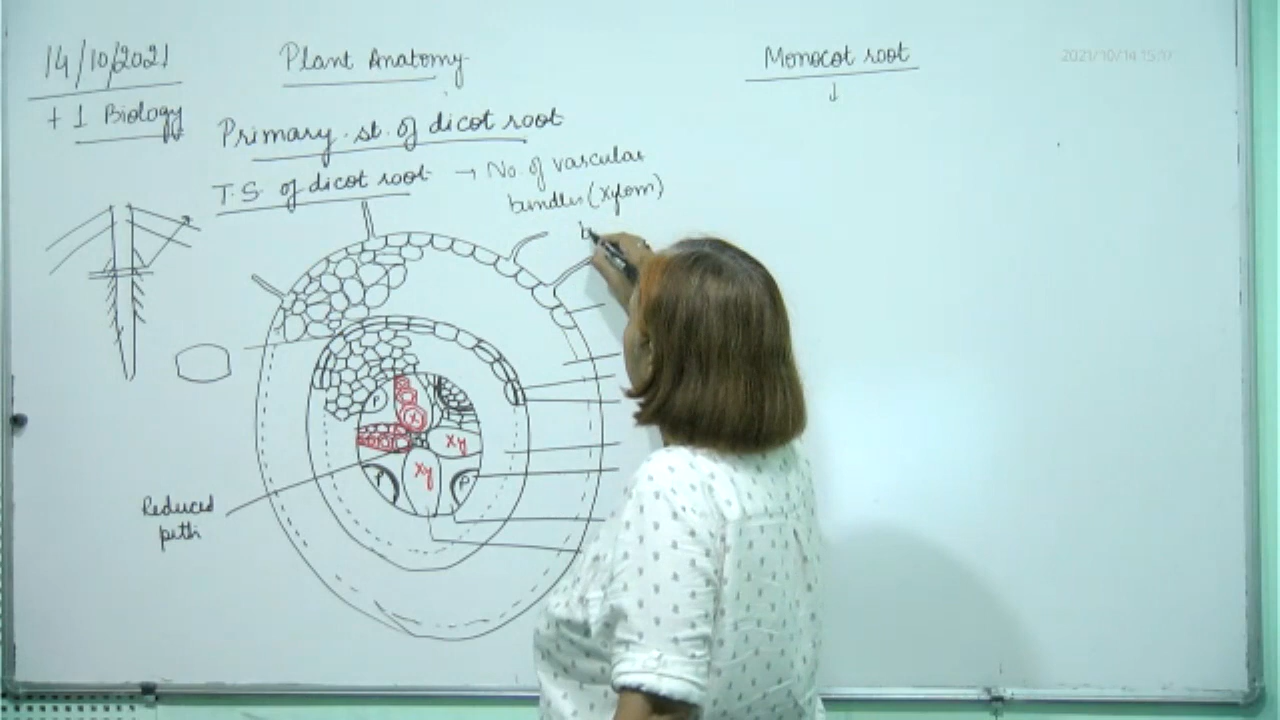 14/10/2021
+ 1 Biology
Plant Anatomy
Primary st. of dicot root
T.S. of dicot root → No. of vascular
bundles (Xylem)
Monocot root
↓
2021/10/14 15:17
P
X
Xy
Xy
P
P
Reduced
pith